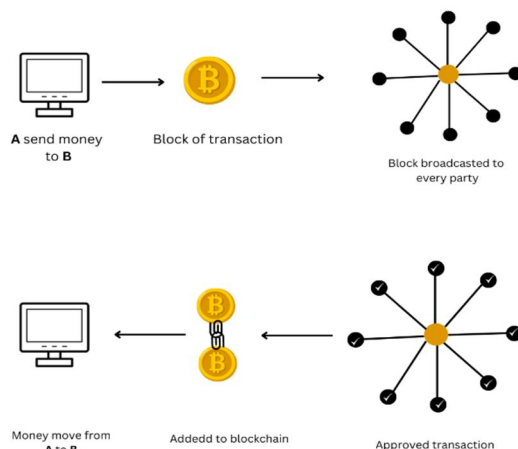 A send money
to B
Block of transaction
Block broadcasted to
every party
Money move from
A to B
Addedd to blockchain
Approved transaction